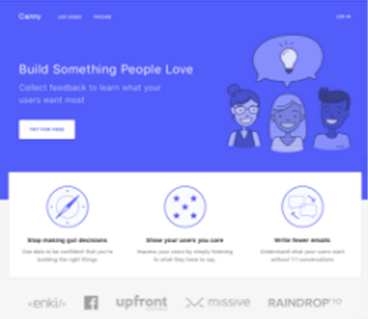 Canny USE CASES PRICING LOG IN
Build Something People Love
Collect feedback to learn what your
users want most
TRY FOR FREE
Stop making gut decisions
Use data to be confident that you're
building the right things
Show your users you care
Impress your users by simply listening
to what they have to say
Write fewer emails
Understand what your users want
without 1:1 conversations
<enki/> upfront missive RAINDROP.IO